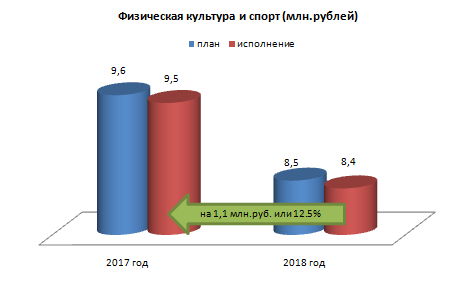 Физическая культура и спорт (млн.рублей)
план исполнение
9,6
9,5
8,5
8,4
на 1,1 млн.руб. или 12.5%
2017 год
2018 год